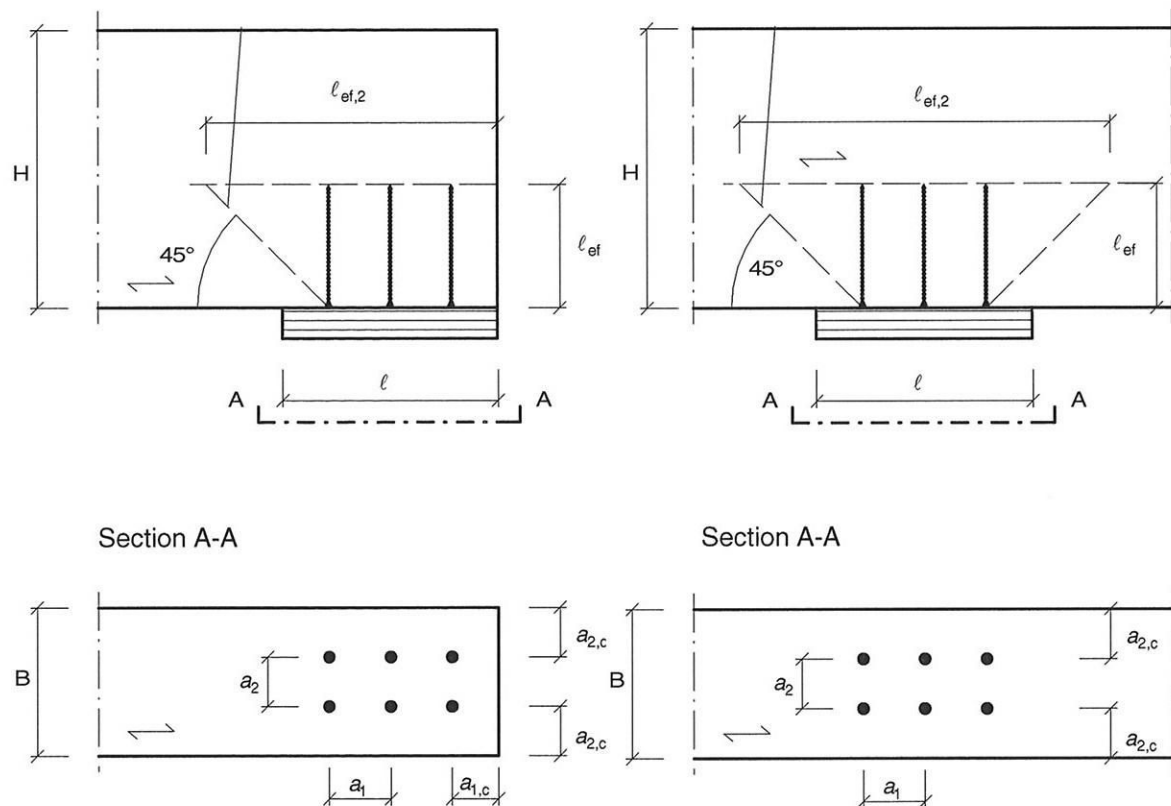 ℓef,2
H
45°
ℓef
ℓ
A A
Section A-A
B
a2
a2,c
a2,c
a1
a1,c
ℓef,2
H
45°
ℓef
ℓ
A A
Section A-A
B
a2
a2,c
a2,c
a1